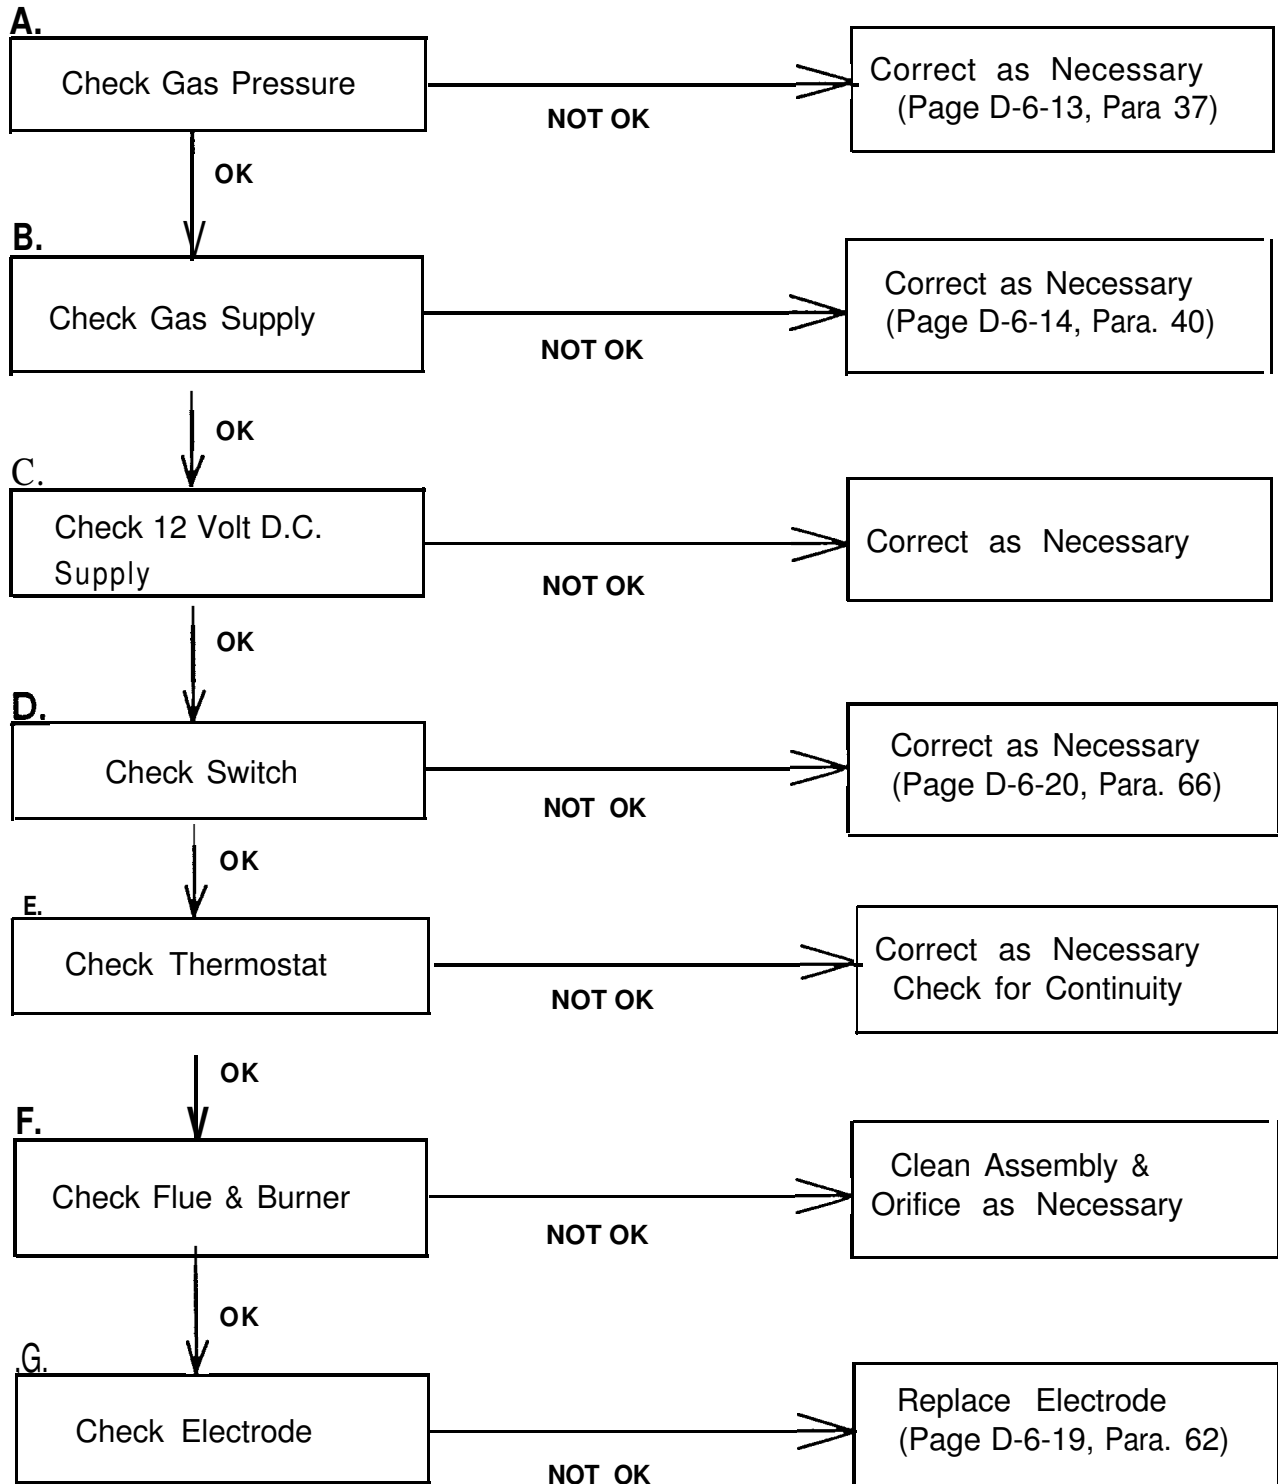 A.
Check Gas Pressure
NOT OK
Correct as Necessary
(Page D-6-13, Para 37)
OK
B.
Check Gas Supply
NOT OK
Correct as Necessary
(Page D-6-14, Para. 40)
OK
C.
Check 12 Volt D.C.
Supply
NOT OK
Correct as Necessary
OK
D.
Check Switch
NOT OK
Correct as Necessary
(Page D-6-20, Para. 66)
OK
E.
Check Thermostat
NOT OK
Correct as Necessary
Check for Continuity
OK
F.
Check Flue & Burner
NOT OK
Clean Assembly &
Orifice as Necessary
OK
.G.
Check Electrode
NOT OK
Replace Electrode
(Page D-6-19, Para. 62)